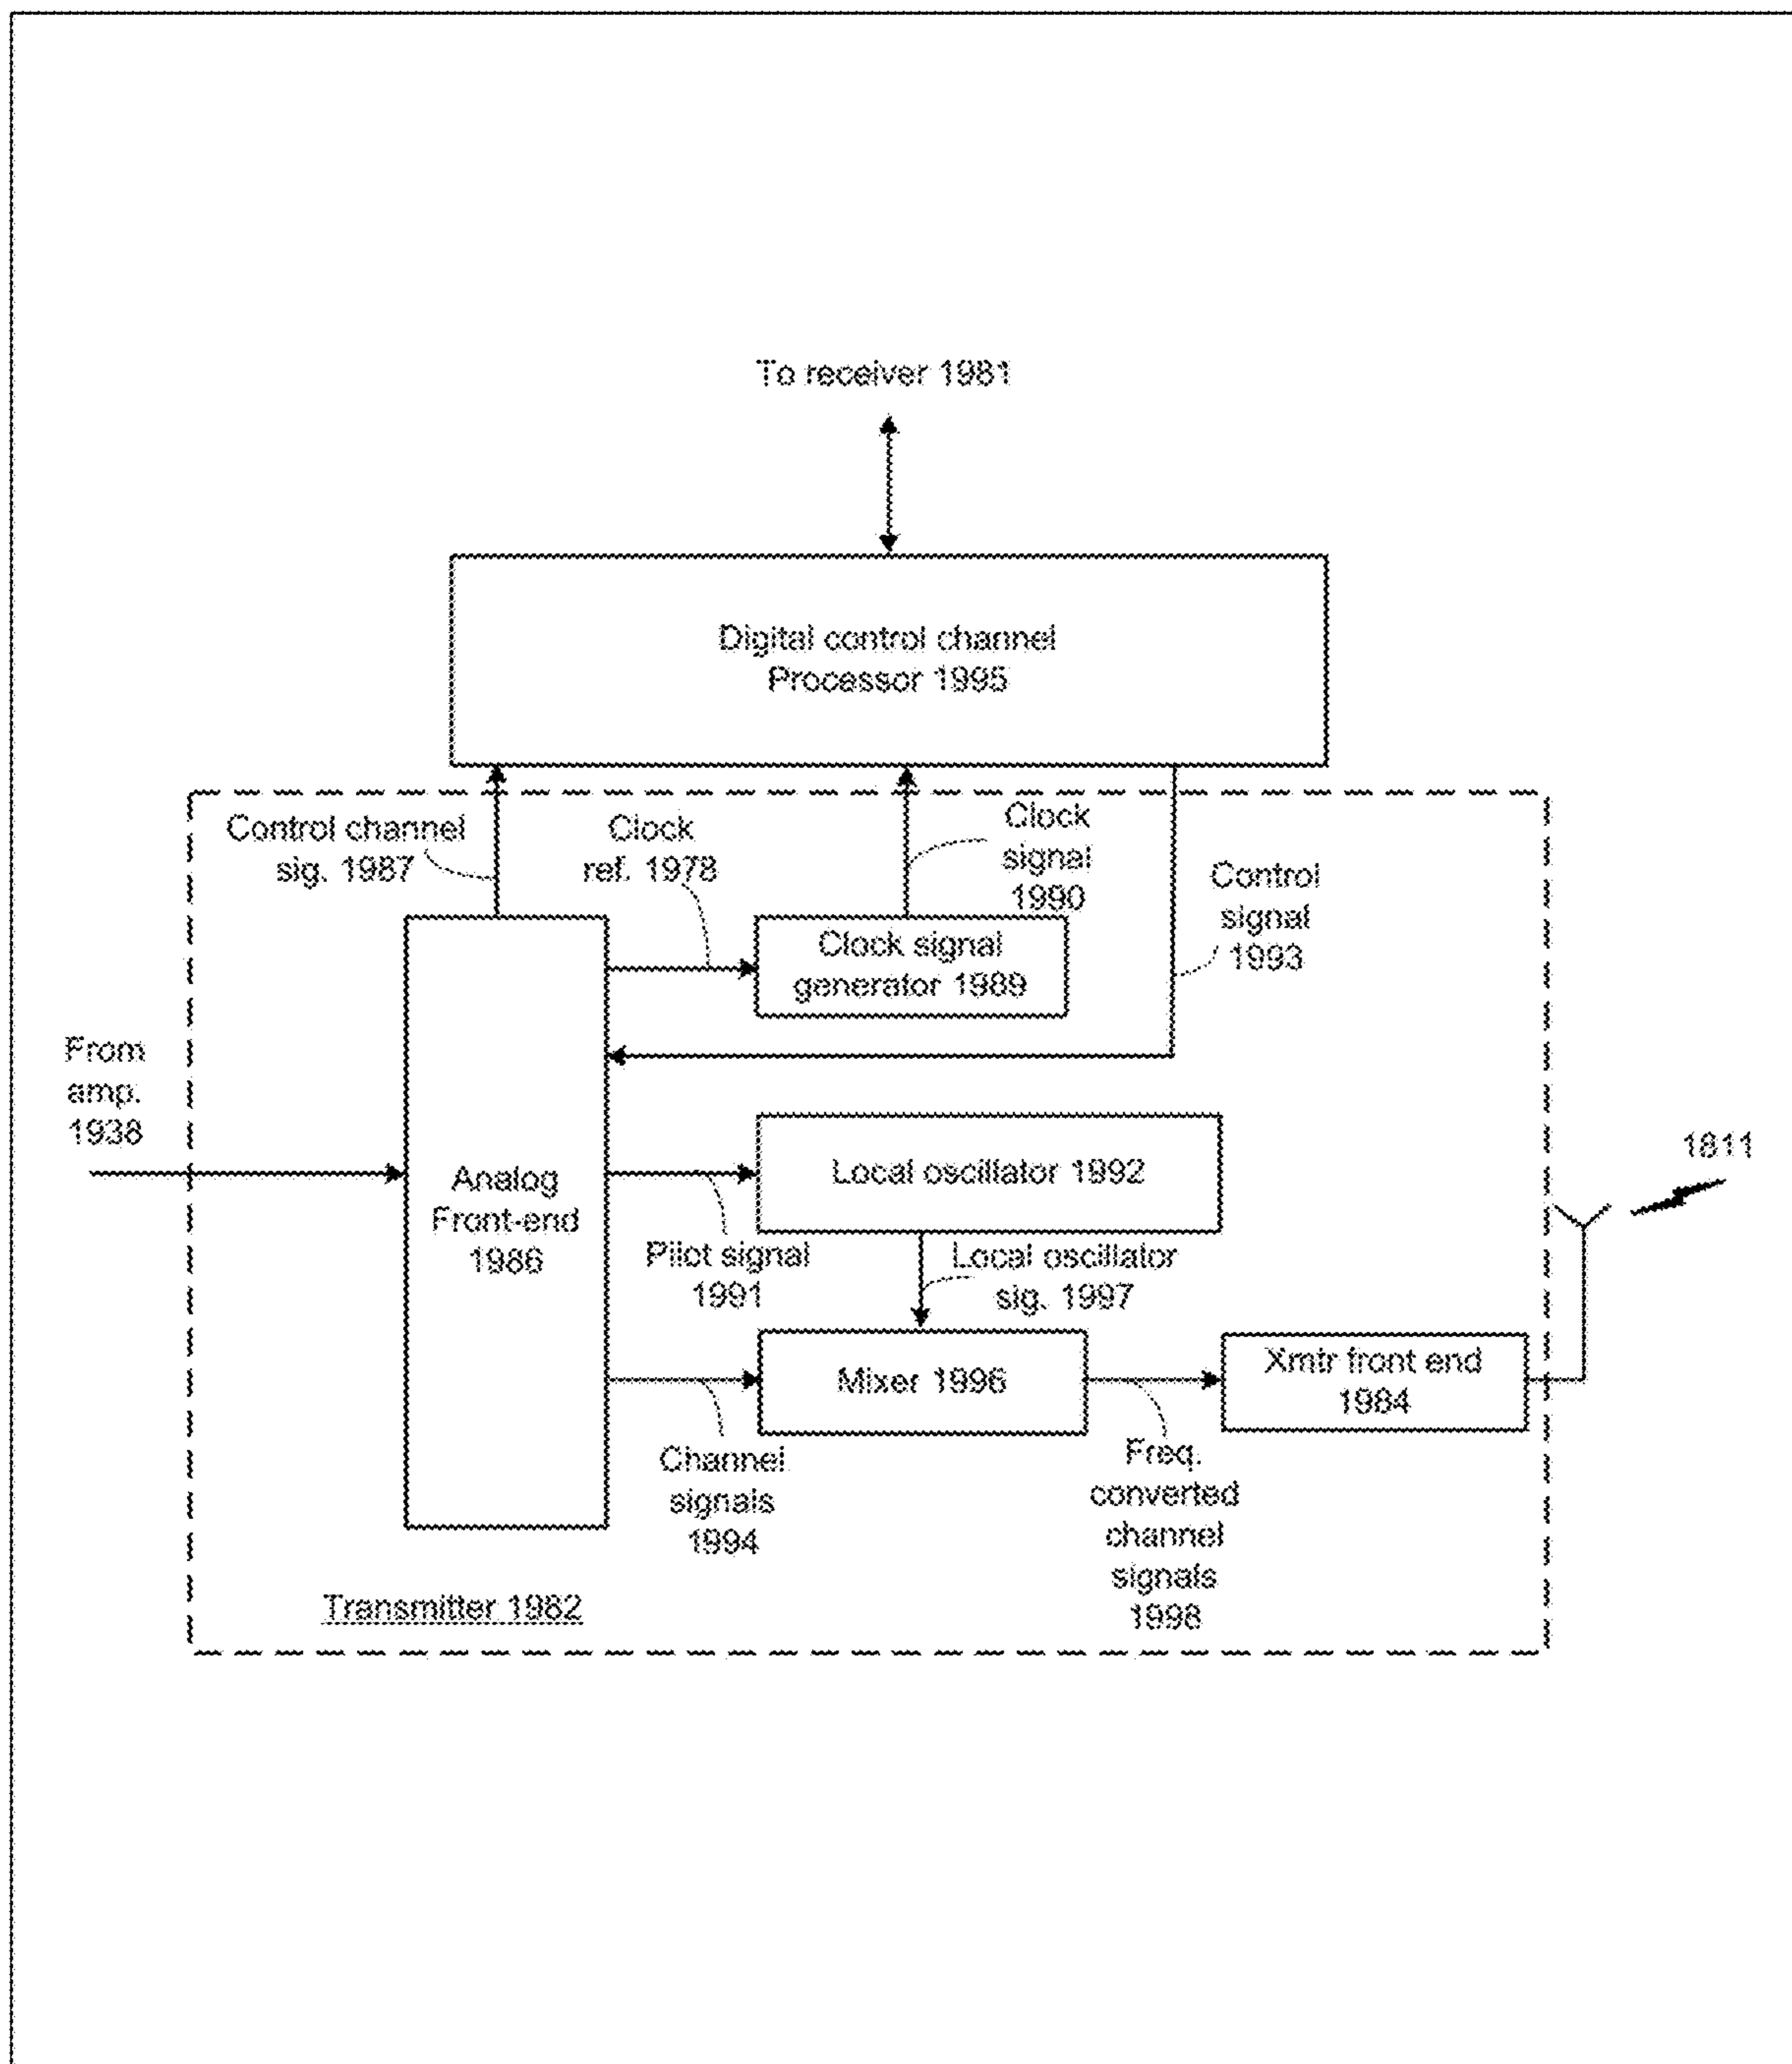 To receiver 1981
Digital control channel
Processor 1995
Control channel
sig. 1987
Clock
ref. 1978
Clock
signal
1990
Control
signal
1993
Clock signal
generator 1989
From
amp.
1938
Analog
Front-end
1986
Local oscillator 1992
1811
Pilot signal
1991
Local oscillator
sig. 1997
Mixer 1996
Xmtr front end
1984
Channel
signals
1994
Freq.
converted
channel
signals
1998
Transmitter 1982